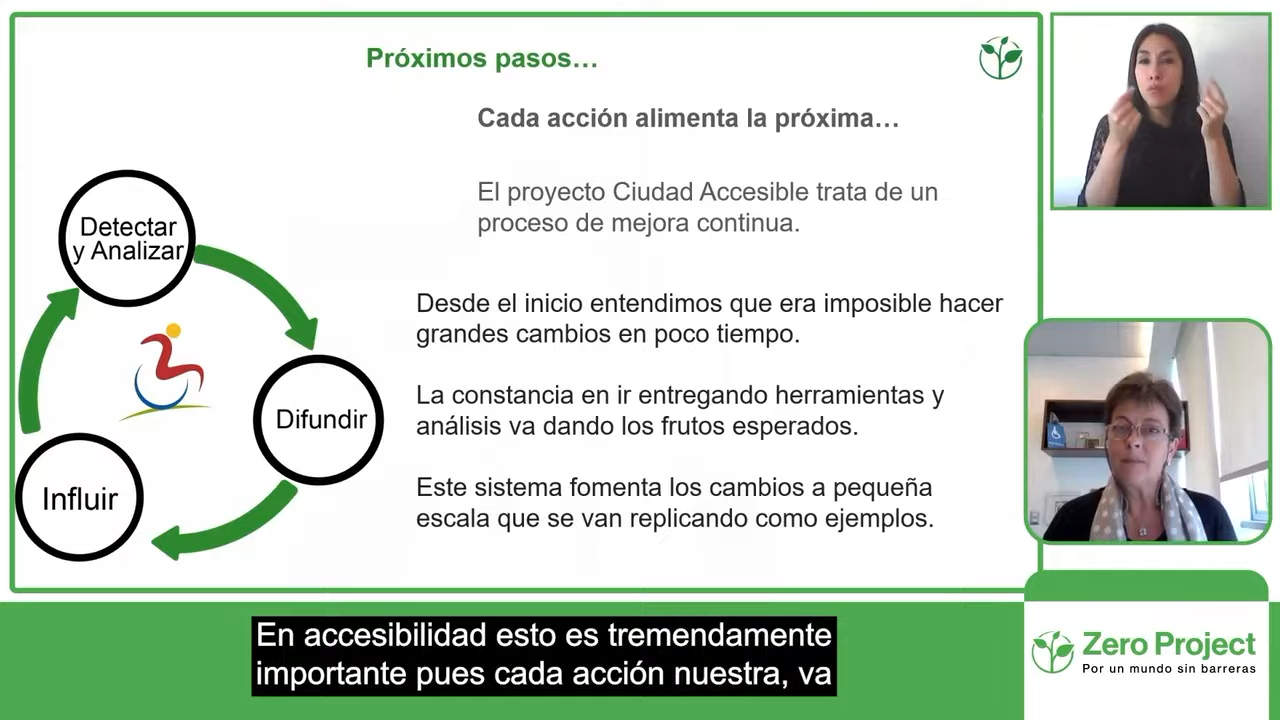 Próximos pasos…
Cada acción alimenta la próxima…
El proyecto Ciudad Accesible trata de un
proceso de mejora continua.
Detectar
y Analizar
Difundir
Influir
Desde el inicio entendimos que era imposible hacer
grandes cambios en poco tiempo.
La constancia en ir entregando herramientas y
análisis va dando los frutos esperados.
Este sistema fomenta los cambios a pequeña
escala que se van replicando como ejemplos.
En accesibilidad esto es tremendamente
importante pues cada acción nuestra, va
Zero Project
Por un mundo sin barreras